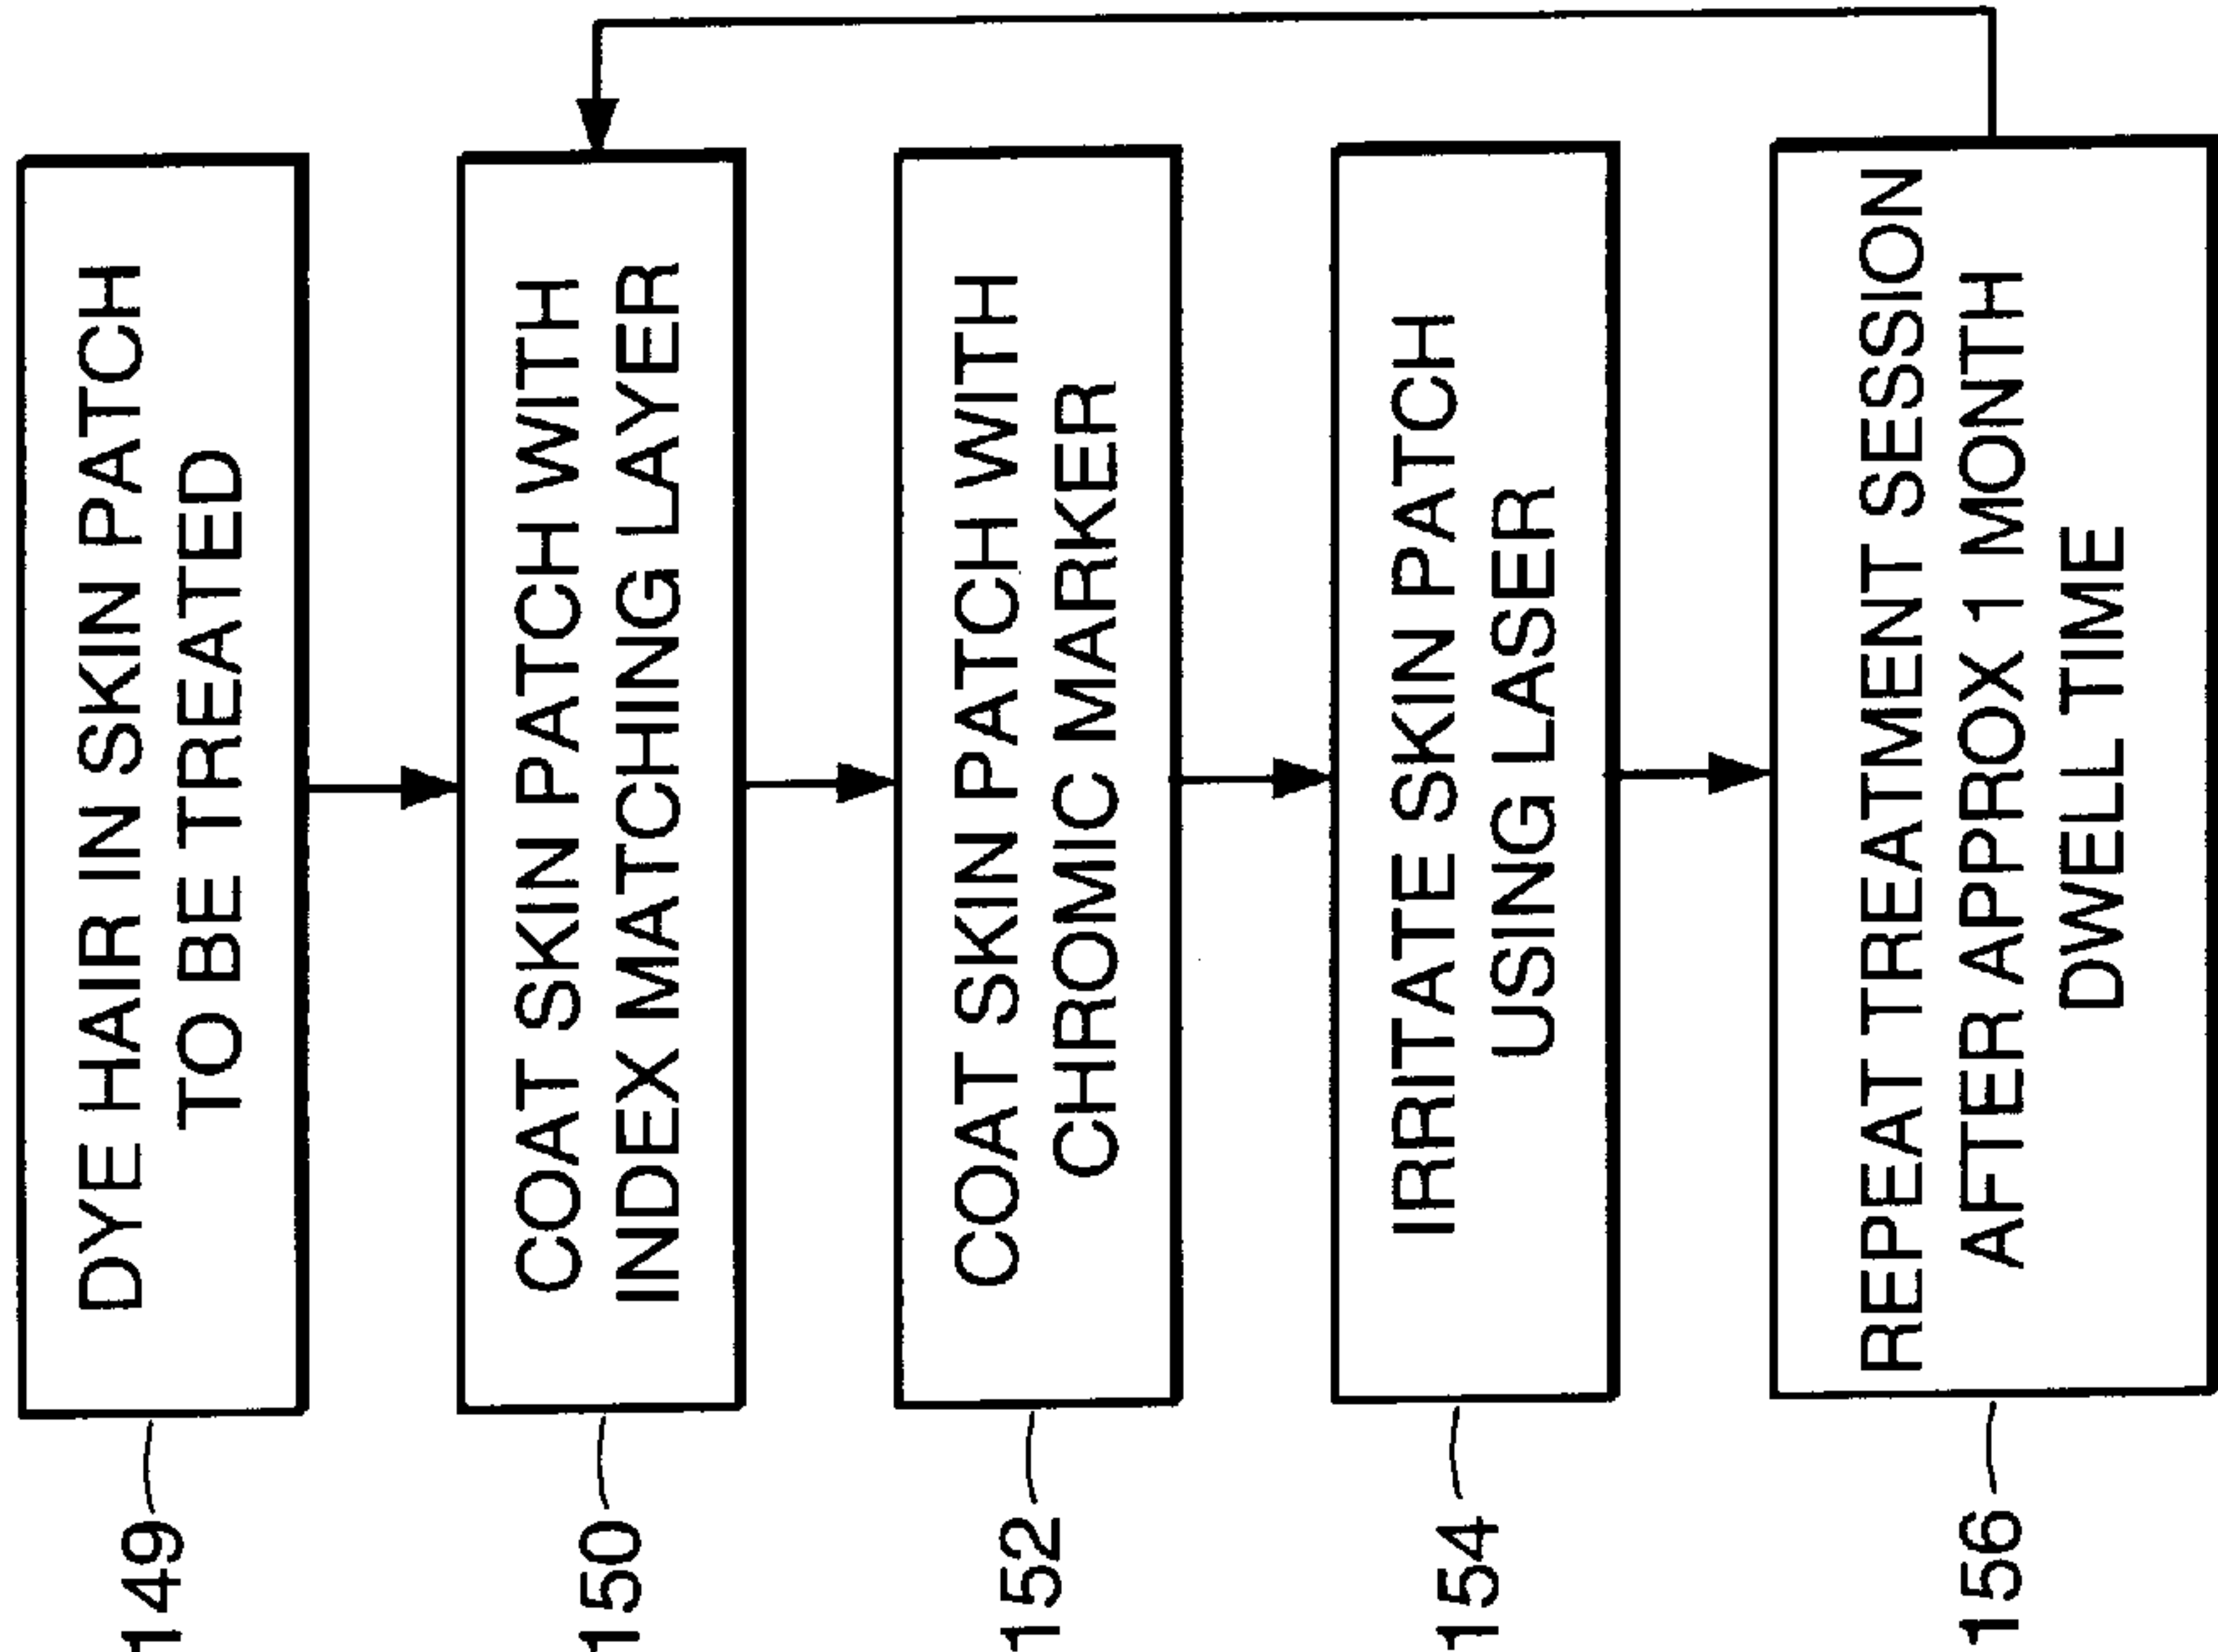 DYE HAIR IN SKIN PATCH
TO BE TREATED
149
COAT SKIN PATCH WITH
INDEX MATCHING LAYER
150
COAT SKIN PATCH WITH
CHROMIC MARKER
152
IRRITATE SKIN PATCH
USING LASER
154
REPEAT TREATMENT SESSION
AFTER APPROX 1 MONTH
DWELL TIME
156